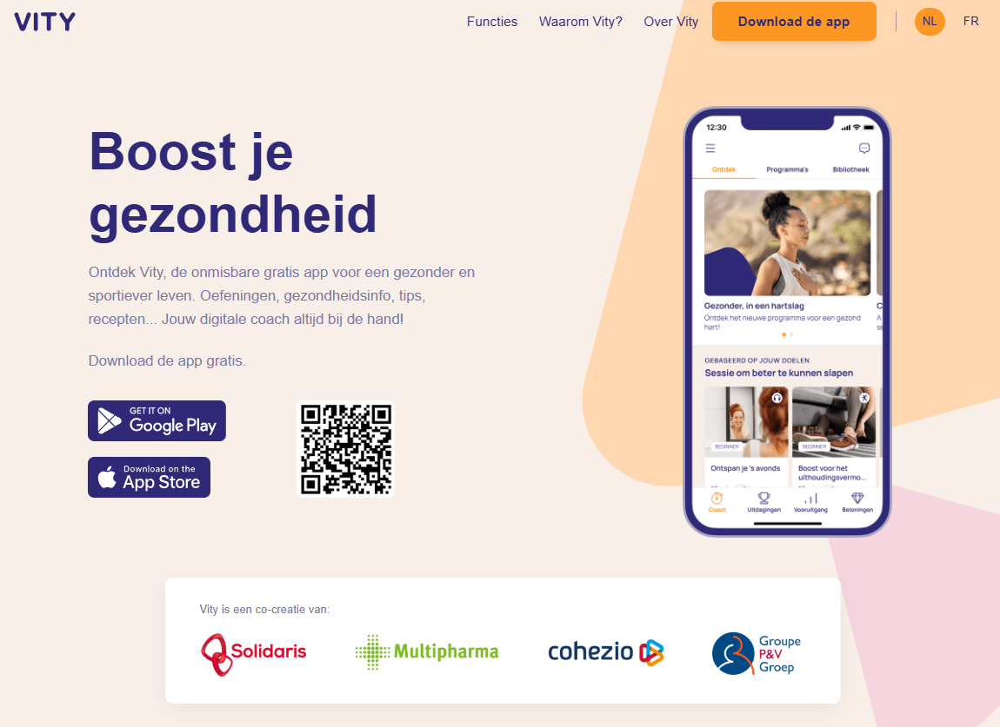 VITY
Functies
Waarom Vity?
Over Vity
Download de app
NL
FR
Boost je
gezondheid
Ontdek Vity, de onmisbare gratis app voor een gezonder en
sportiever leven. Oefeningen, gezondheidsinfo, tips,
recepten... Jouw digitale coach altijd bij de hand!
Download de app gratis.
GET IT ON
Google Play
Download on the
App Store
12:30
Ontdek
Programma's
Bibliotheek
Gezonder, in een hartslag
Ontdek het nieuwe programma voor een gezond
hart!
GEBASEERD OP JOUW DOELEN
Sessie om beter te kunnen slapen
BEGINNER
BEGINNER
Ontspan je 's avonds
Boost voor het
uithoudingsvermo...
Coach
Uitdagingen
Vooruitgang
Beloningen
Vity is een co-creatie van:
Solidaris
Multipharma
cohezio
Groupe
P&V
Groep